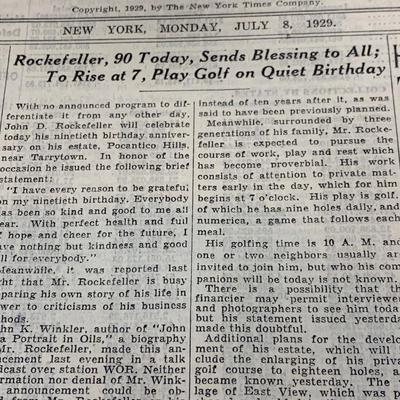 Copyright, 1929, by The New York Times Company.
NEW YORK, MONDAY, JULY 8, 1929.
Rockefeller, 90 Today, Sends Blessing to All;
To Rise at 7, Play Golf on Quiet Birthday
With no announced program to dif-
ferentiate it from any other day,
John D. Rockefeller will celebrate
today his ninetieth birthday anniver-
sary on his estate, Pocantico Hills,
near Tarrytown. In honor of the
occasion he issued the following brief
statement:
"I have every reason to be grateful
on my ninetieth birthday. Everybody
has been so kind and good to me all
year. With perfect health and full
of hope and cheer for the future, I
have nothing but kindness and good
will for everybody."
Meanwhile, it was reported last
ght that Mr. Rockefeller is busy
eparing his own story of his life in
wer to criticisms of his business
hods.
hn K. Winkler, author of "John
a Portrait in Oils," a biography
Mr. Rockefeller, made this an-
ncement last evening in a talk
dcast over station WOR. Neither
rmation nor denial of Mr. Wink-
announcement could be ob-
instead of ten years after it, as was
said to have been previously planned.
Meanwhile, surrounded by three
generations of his family, Mr. Rocke-
feller is expected to pursue the
course of work, play and rest which
has become proverbial. His work
consists of attention to private mat-
ters early in the day, which for him
begins at 7 o'clock. His play is golf,
of which he has nine holes daily, and
numerica, a game that follows each
meal.
His golfing time is 10 A. M. and
one or two neighbors usually are
invited to join him, but who his com-
panions will be today is not known.
There is a possibility that the
financier may permit interviewers
and photographers to see him today
but his statement issued yesterday
made this doubtful.
Additional plans for the develop-
ment of his estate, which will in-
clude the enlarging of his private
golf course to eighteen holes, a
became known yesterday. The
lage of East View, which was p